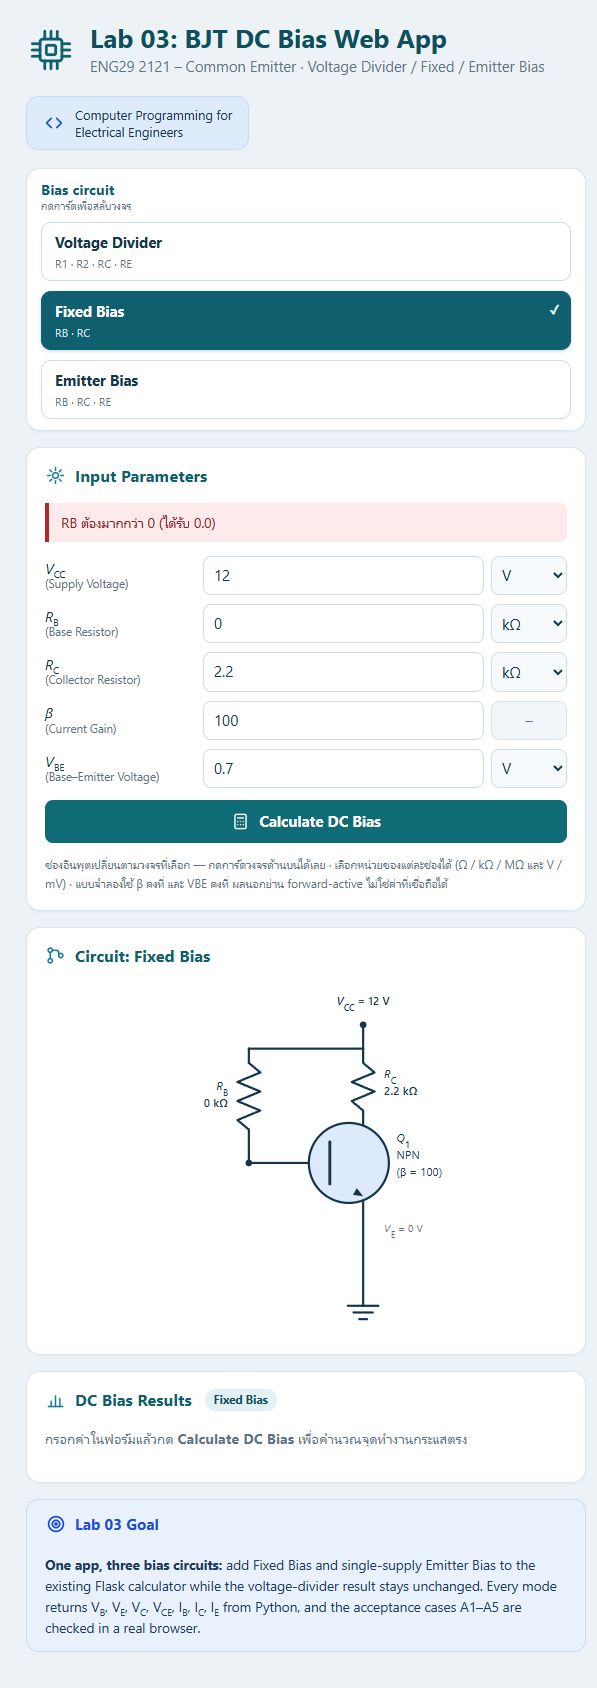 Lab 03: BJT DC Bias Web App
ENG29 2121 – Common Emitter · Voltage Divider / Fixed / Emitter Bias
Computer Programming for
Electrical Engineers
Bias circuit
กดการ์ดเพื่อสลับวงจร
Voltage Divider
R1 · R2 · RC · RE
Fixed Bias ✓
RB · RC
Emitter Bias
RB · RC · RE
Input Parameters
RB ต้องมากกว่า 0 (ได้รับ 0.0)
VCC 12 V
(Supply Voltage)
RB 0 kΩ
(Base Resistor)
RC 2.2 kΩ
(Collector Resistor)
β 100 –
(Current Gain)
VBE 0.7 V
(Base–Emitter Voltage)
Calculate DC Bias
ช่องอินพุตเปลี่ยนตามวงจรที่เลือก — กดการ์ดวงจรด้านบนได้เลย · เลือกหน่วยของแต่ละช่องได้ (Ω / kΩ / MΩ และ V /
mV) · แบบจำลองใช้ β คงที่ และ VBE คงที่ ผลนอกย่าน forward-active ไม่ใช่ค่าที่เชื่อถือได้
Circuit: Fixed Bias
VCC = 12 V
RB
0 kΩ
RC
2.2 kΩ
Q1
NPN
(β = 100)
VE = 0 V
DC Bias Results Fixed Bias
กรอกค่าในฟอร์มแล้วกด Calculate DC Bias เพื่อคำนวณจุดทำงานกระแสตรง
Lab 03 Goal
One app, three bias circuits: add Fixed Bias and single-supply Emitter Bias to the
existing Flask calculator while the voltage-divider result stays unchanged. Every mode
returns VB, VE, VC, VCE, IB, IC, IE from Python, and the acceptance cases A1–A5 are
checked in a real browser.